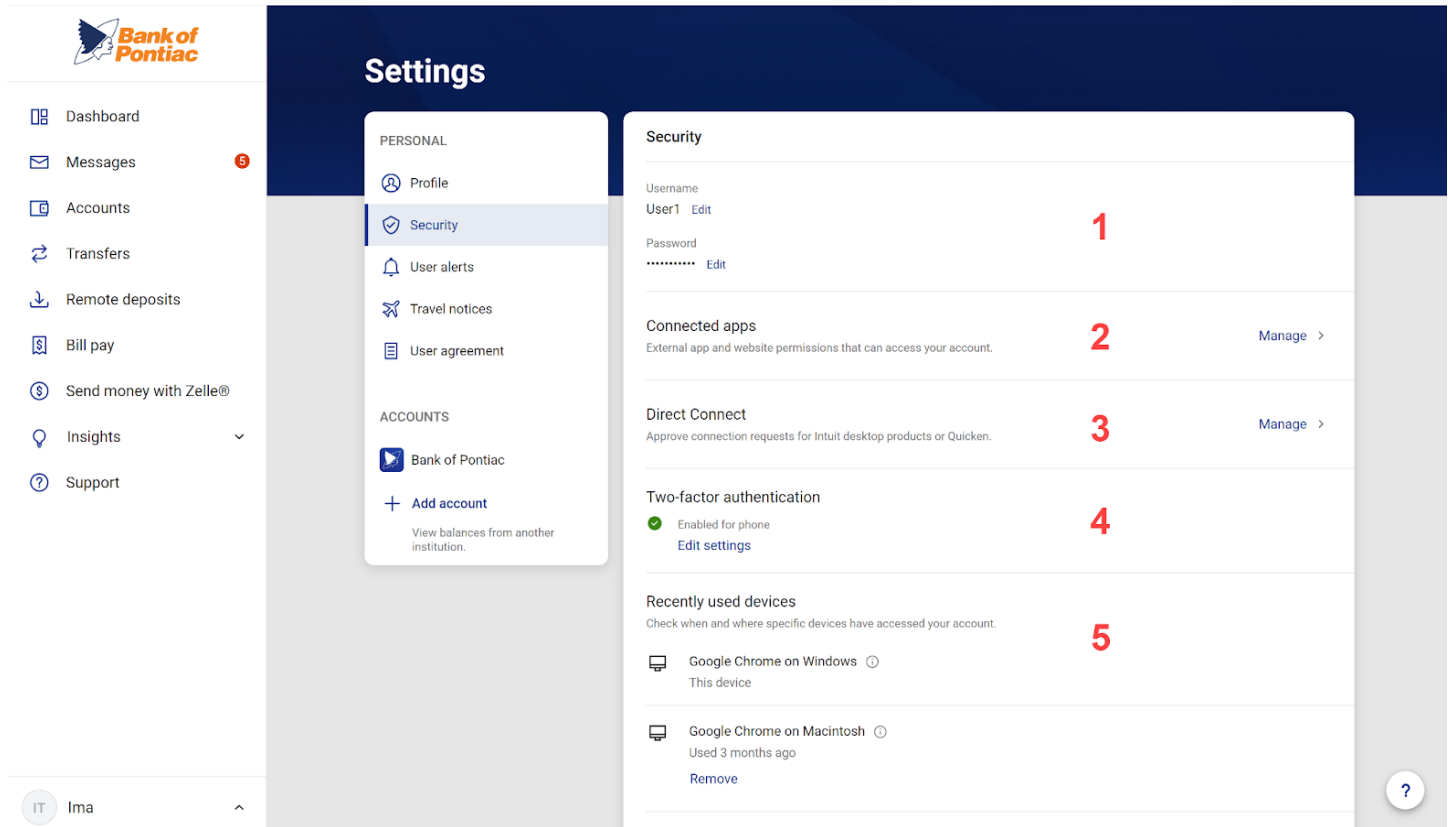 Bank of
Pontiac
Dashboard
Messages 5
Accounts
Transfers
Remote deposits
Bill pay
Send money with Zelle®
Insights
Support
IT Ima
Settings
PERSONAL
Profile
Security
User alerts
Travel notices
User agreement
ACCOUNTS
Bank of Pontiac
Add account
View balances from another
institution.
Security
Username
User1 Edit
1
Password
••••••••••• Edit
Connected apps
2
Manage
External app and website permissions that can access your account.
Direct Connect
3
Manage
Approve connection requests for Intuit desktop products or Quicken.
Two-factor authentication
4
Enabled for phone
Edit settings
Recently used devices
Check when and where specific devices have accessed your account.
5
Google Chrome on Windows
This device
Google Chrome on Macintosh
Used 3 months ago
Remove
?